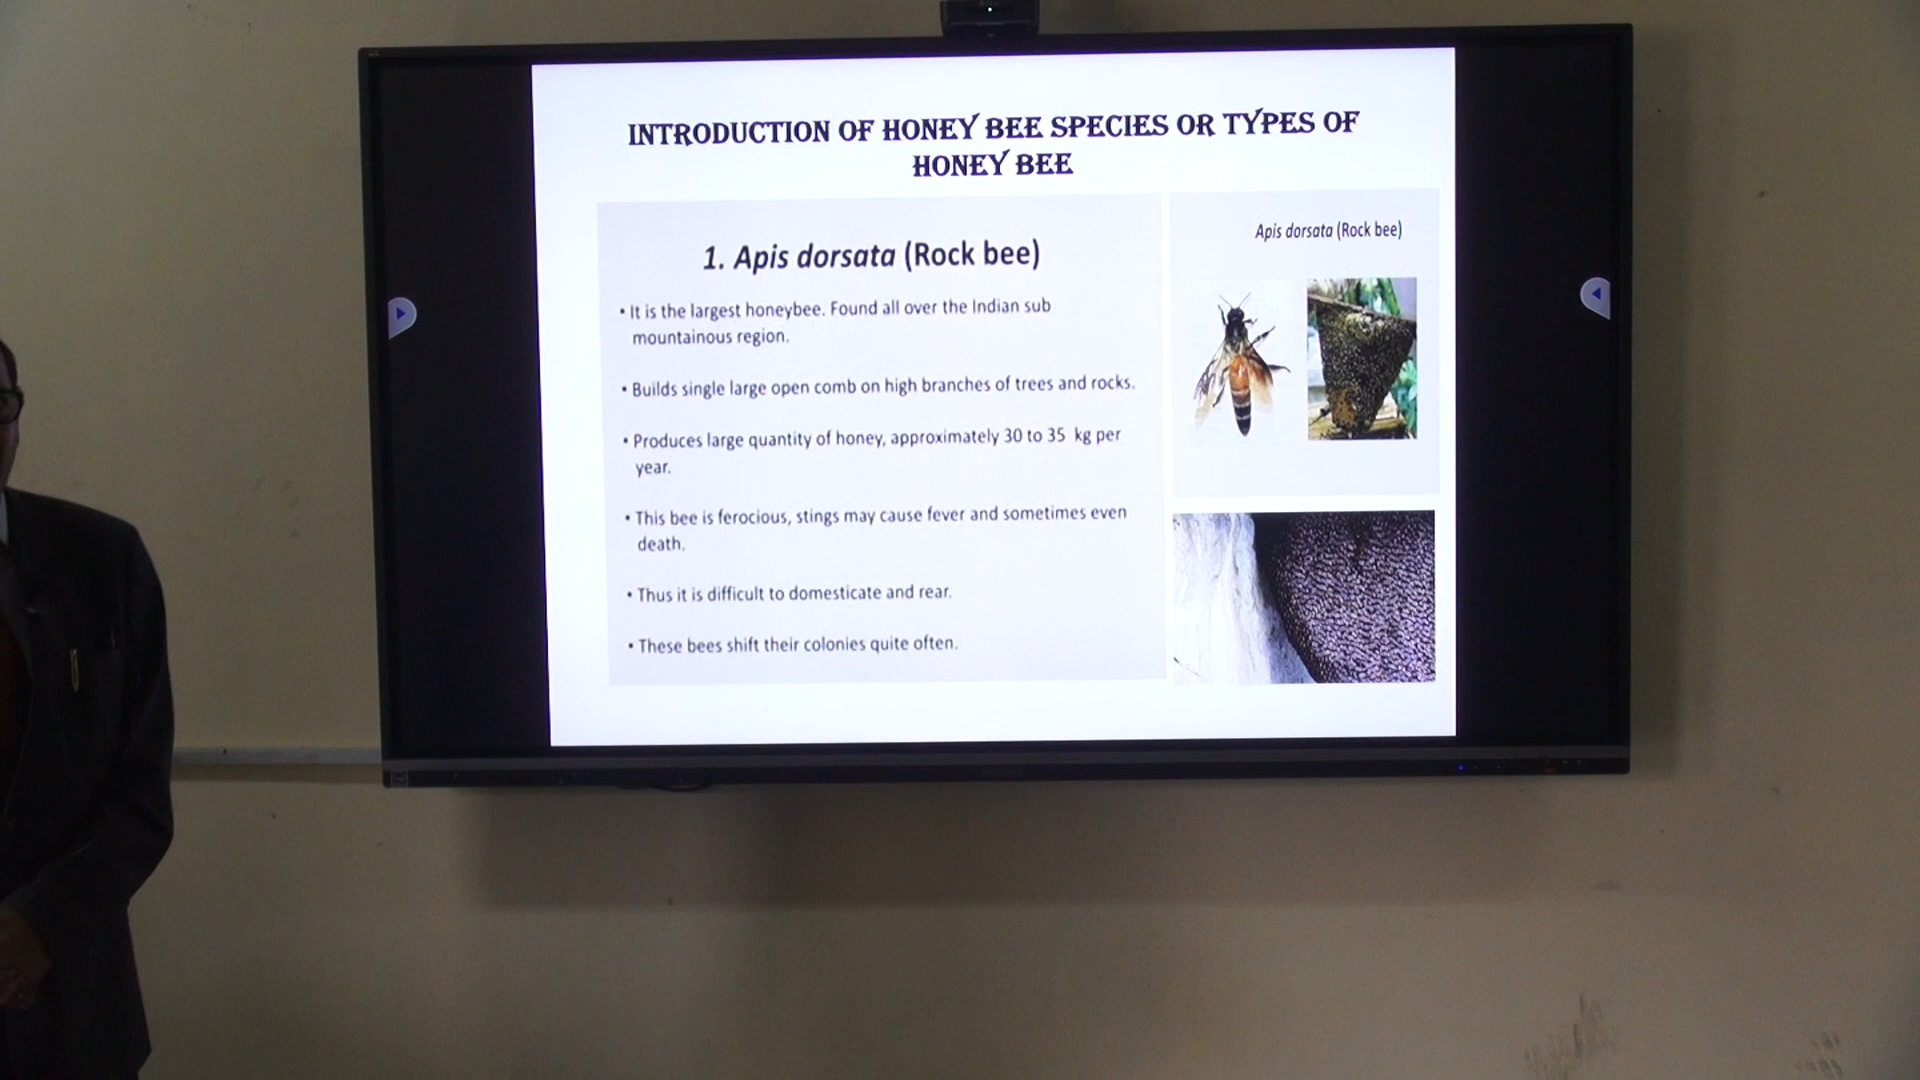 INTRODUCTION OF HONEY BEE SPECIES OR TYPES OF
HONEY BEE
1. Apis dorsata (Rock bee)
• It is the largest honeybee. Found all over the Indian sub
mountainous region.
• Builds single large open comb on high branches of trees and rocks.
• Produces large quantity of honey, approximately 30 to 35 kg per
year.
• This bee is ferocious, stings may cause fever and sometimes even
death.
• Thus it is difficult to domesticate and rear.
• These bees shift their colonies quite often.
Apis dorsata (Rock bee)